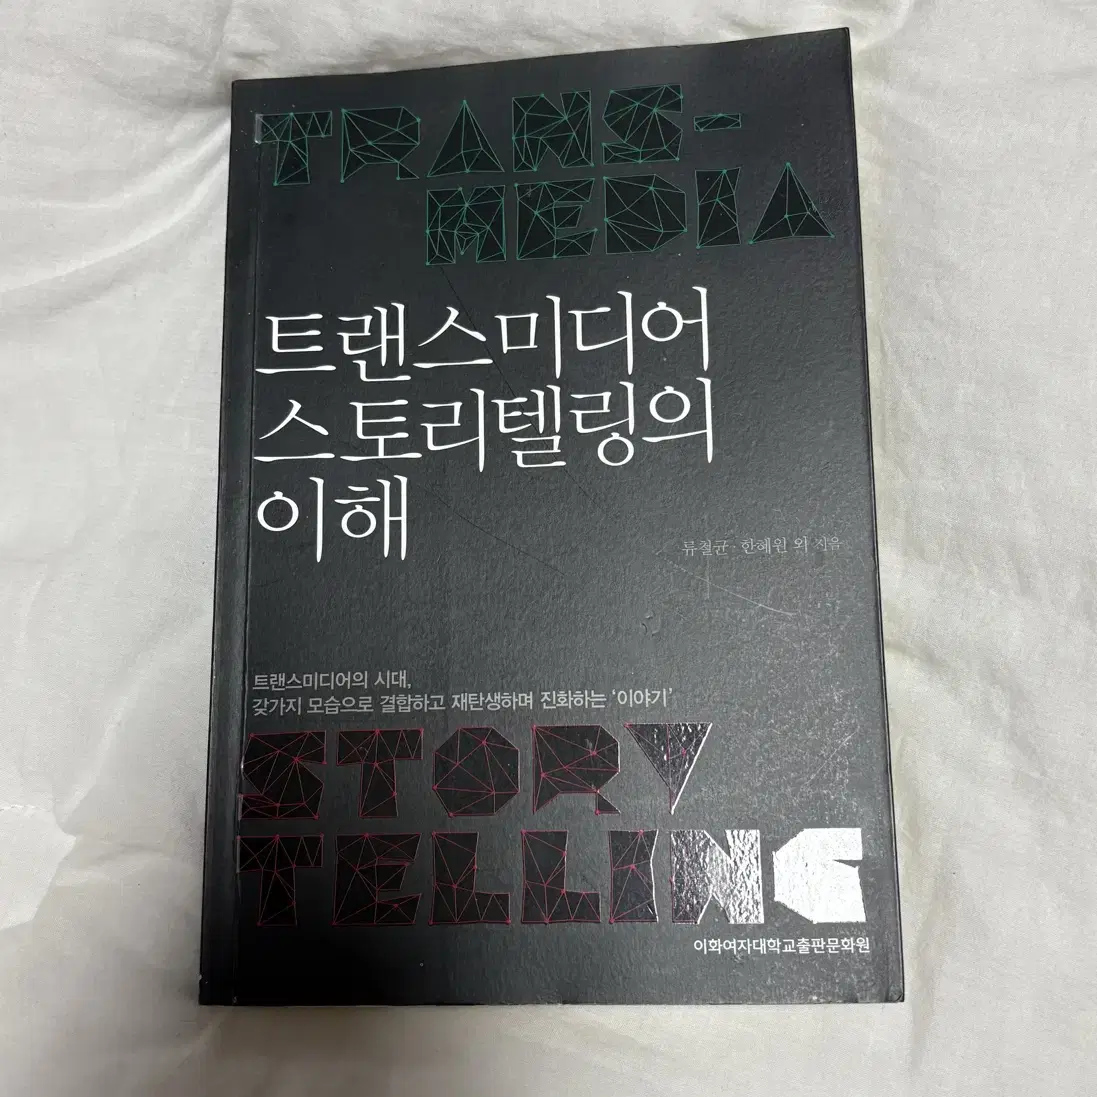 TRANS-
MEDIA
트랜스미디어
스토리텔링의
이해
류철균·한혜원 외 지음
트랜스미디어의 시대,
갖가지 모습으로 결합하고 재탄생하며 진화하는 '이야기'
STORY
TELLING
이화여자대학교출판문화원